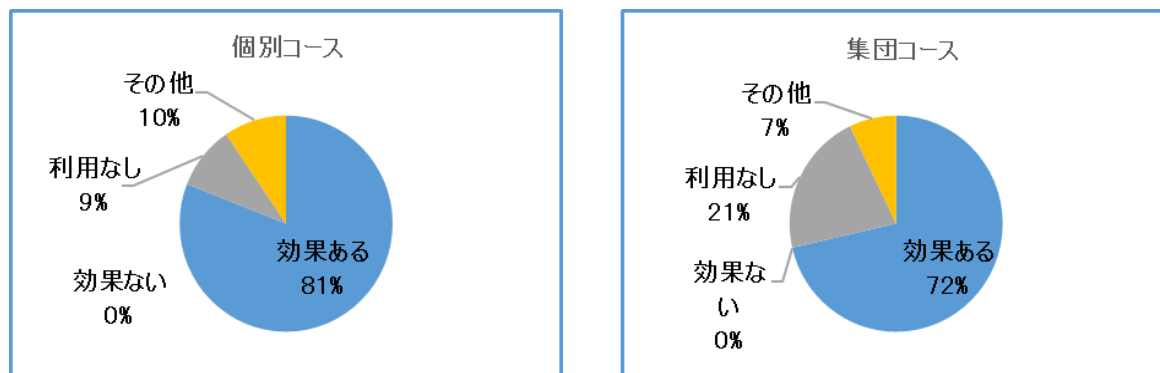 個別コース
その他
10%
利用なし
9%
効果ない
0%
効果ある
81%
集団コース
その他
7%
利用なし
21%
効果な
い
0%
効果ある
72%